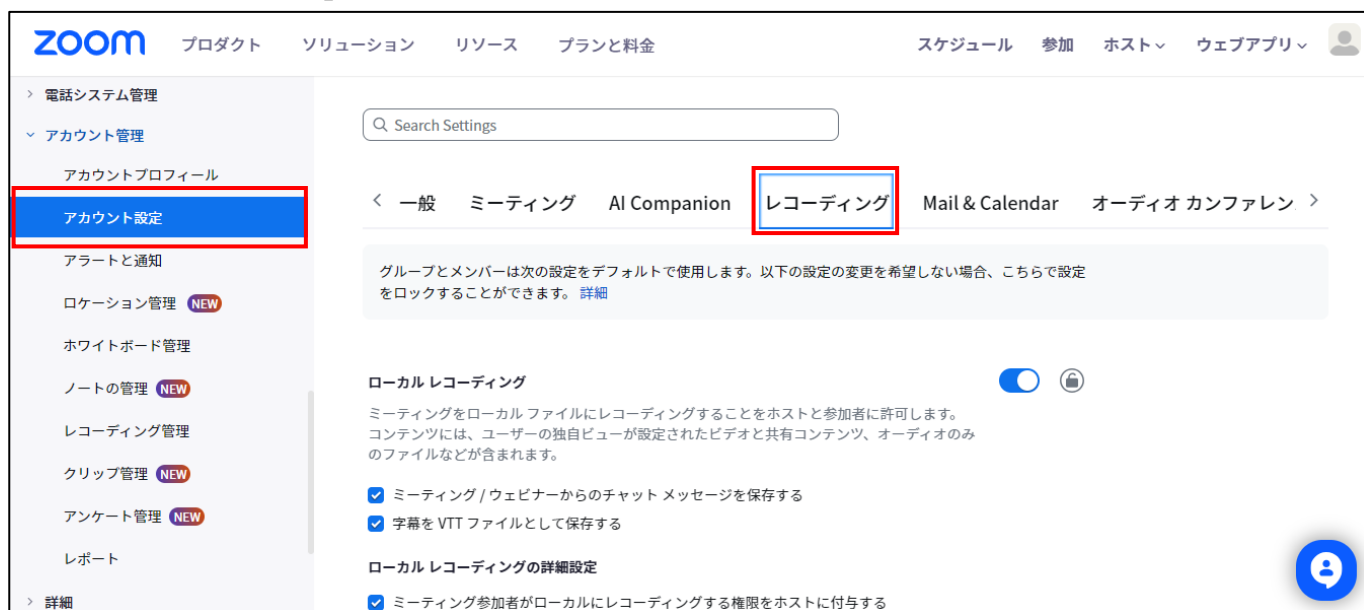 zoom プロダクト ソリューション リソース プランと料金 スケジュール 参加 ホスト ウェブアプリ
電話システム管理
アカウント管理
アカウントプロフィール
アカウント設定
アラートと通知
ロケーション管理 NEW
ホワイトボード管理
ノートの管理 NEW
レコーディング管理
クリップ管理 NEW
アンケート管理 NEW
レポート
詳細
Search Settings
一般 ミーティング AI Companion レコーディング Mail & Calendar オーディオ カンファレン
グループとメンバーは次の設定をデフォルトで使用します。以下の設定の変更を希望しない場合、こちらで設定
をロックすることができます。 詳細
ローカル レコーディング
ミーティングをローカル ファイルにレコーディングすることをホストと参加者に許可します。
コンテンツには、ユーザーの独自ビューが設定されたビデオと共有コンテンツ、オーディオのみ
のファイルなどが含まれます。
ミーティング / ウェビナーからのチャット メッセージを保存する
字幕を VTT ファイルとして保存する
ローカル レコーディングの詳細設定
ミーティング参加者がローカルにレコーディングする権限をホストに付与する